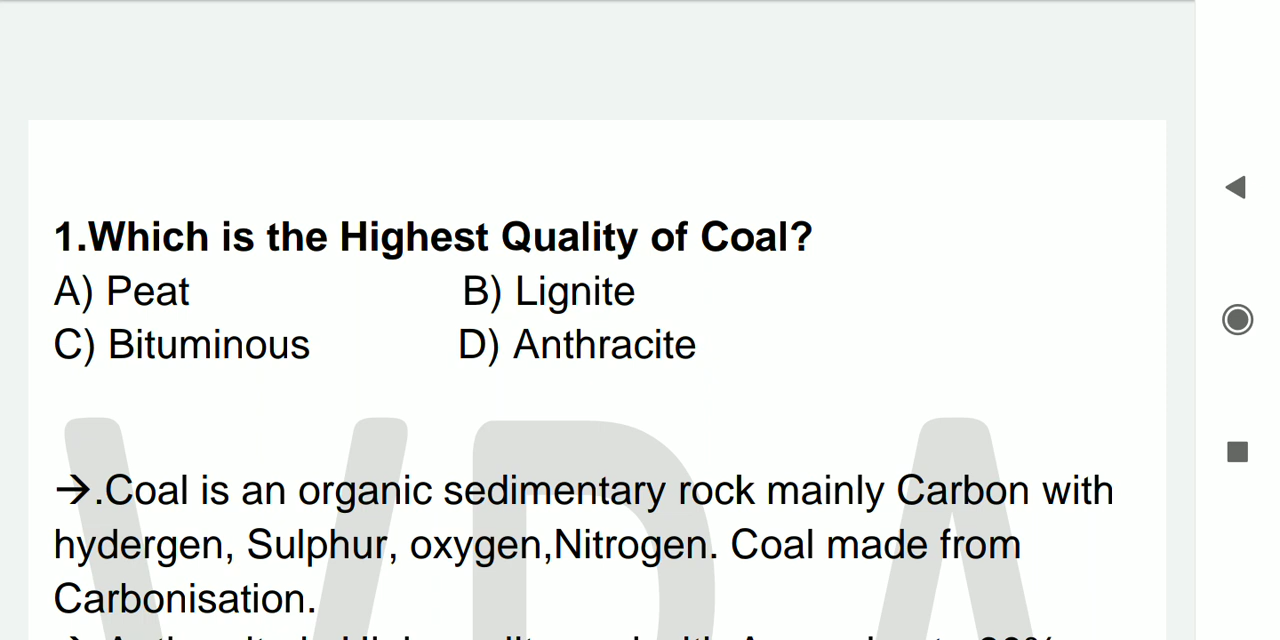 1.Which is the Highest Quality of Coal?
A) Peat B) Lignite
C) Bituminous D) Anthracite
→.Coal is an organic sedimentary rock mainly Carbon with
hydergen, Sulphur, oxygen,Nitrogen. Coal made from
Carbonisation.
VDA